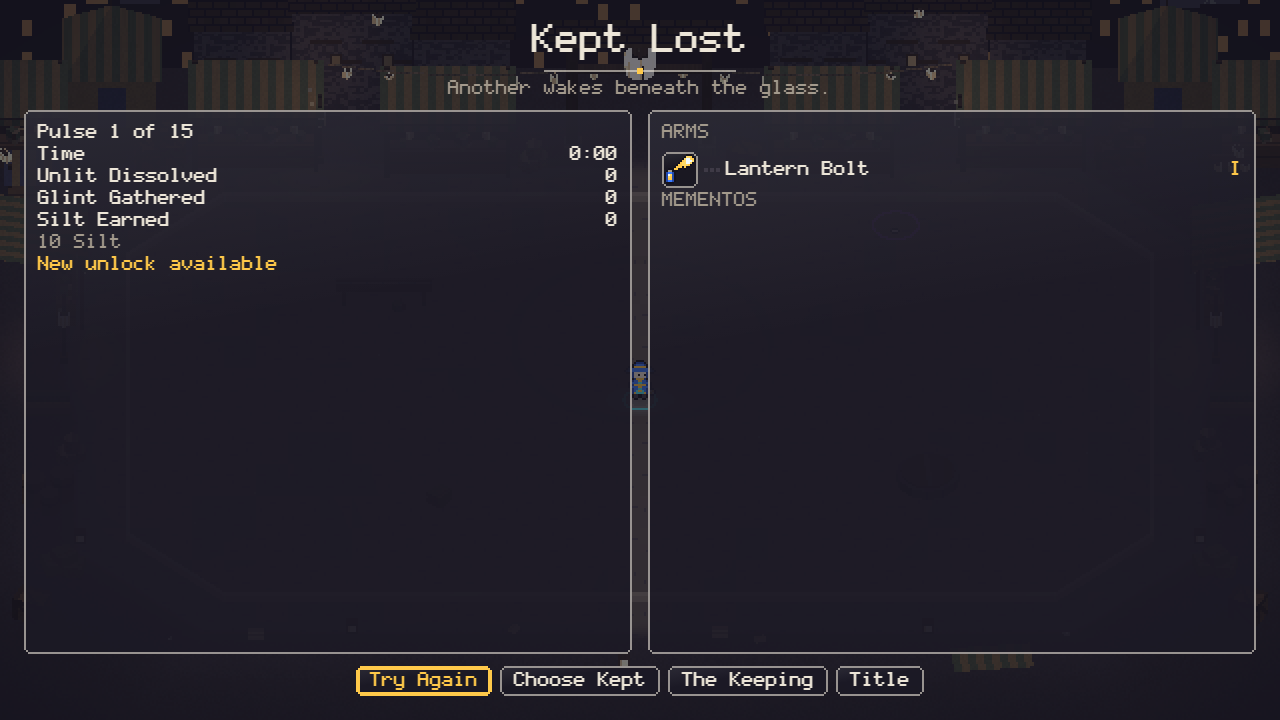 Kept Lost
Another Wakes beneath the glass.
Pulse 1 of 15
Time 0:00
Unlit Dissolved 0
Glint Gathered 0
Silt Earned 0
10 Silt
New unlock available
ARMS
Lantern Bolt I
MEMENTOS
Try Again Choose Kept The Keeping Title